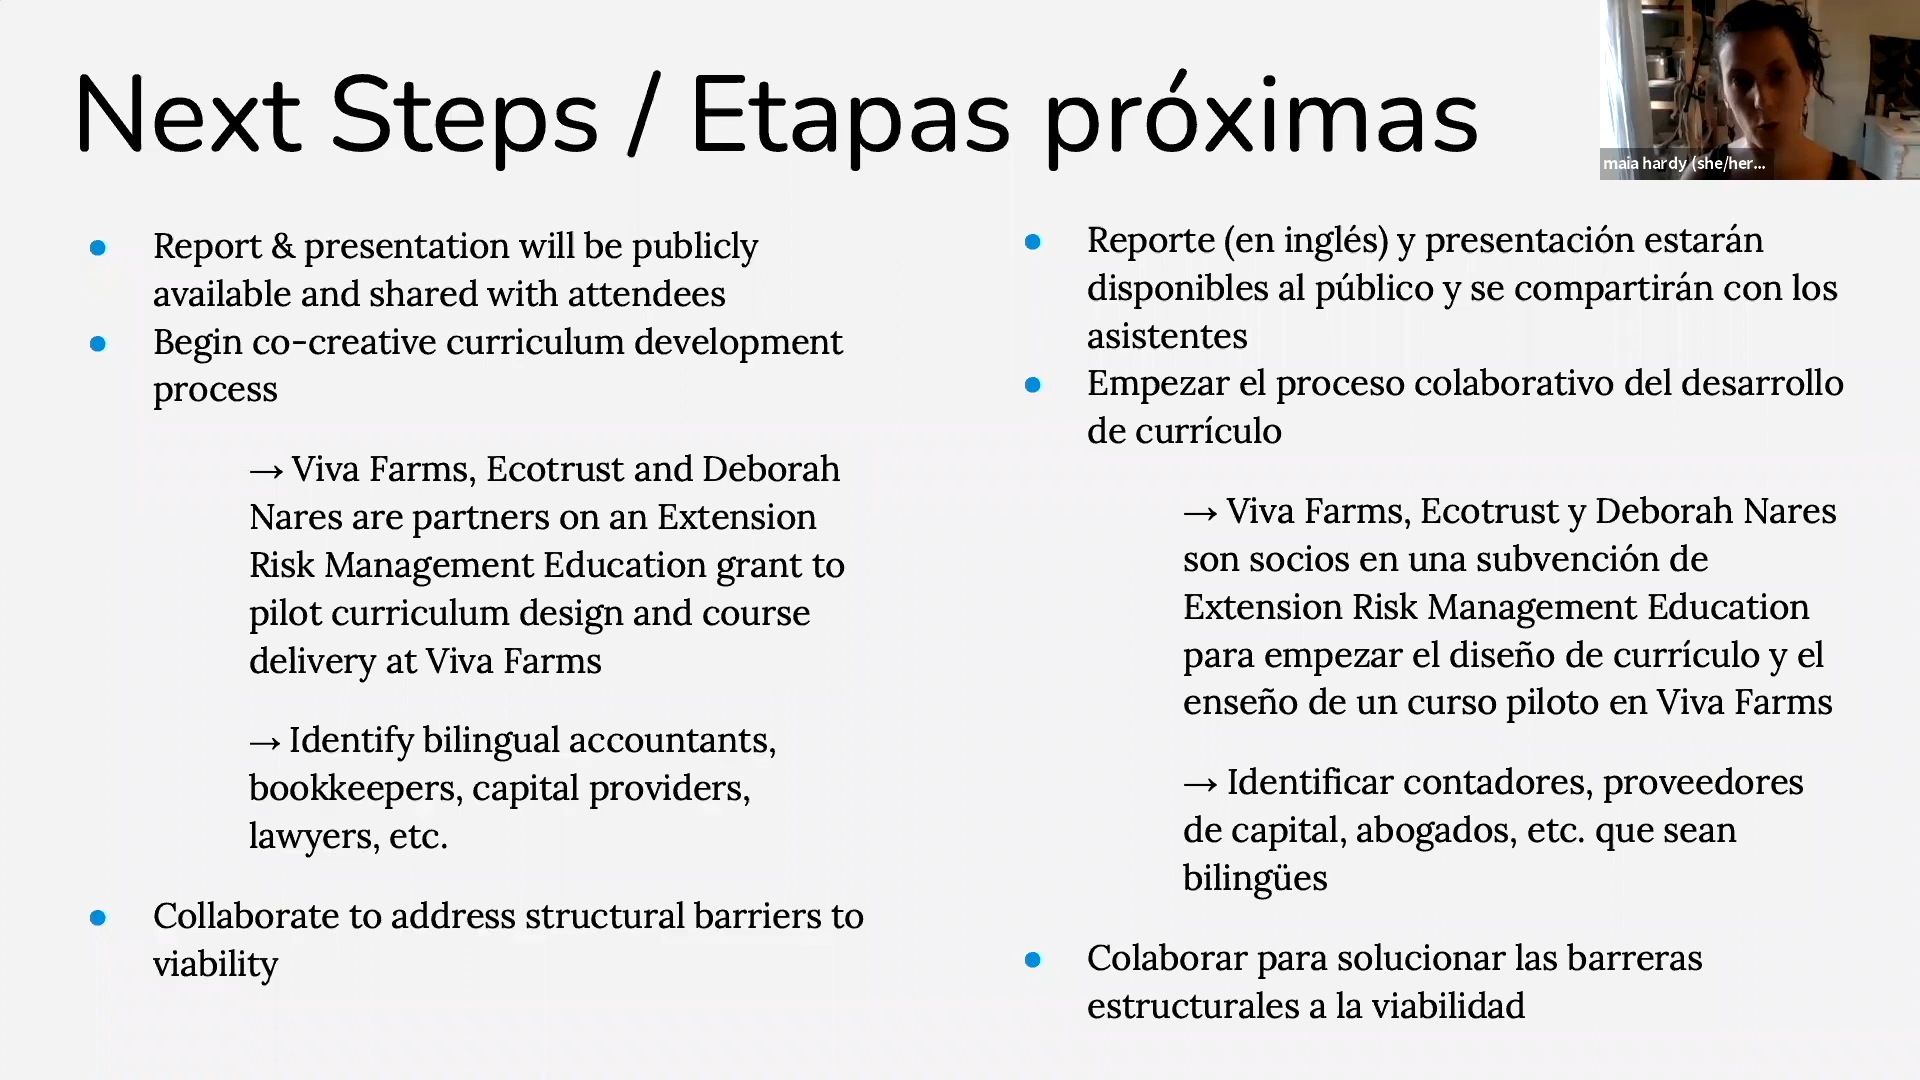 Next Steps / Etapas próximas
maia hardy (she/her...
● Report & presentation will be publicly
available and shared with attendees
● Begin co-creative curriculum development
process
→ Viva Farms, Ecotrust and Deborah
Nares are partners on an Extension
Risk Management Education grant to
pilot curriculum design and course
delivery at Viva Farms
→ Identify bilingual accountants,
bookkeepers, capital providers,
lawyers, etc.
● Collaborate to address structural barriers to
viability
● Reporte (en inglés) y presentación estarán
disponibles al público y se compartirán con los
asistentes
● Empezar el proceso colaborativo del desarrollo
de currículo
→ Viva Farms, Ecotrust y Deborah Nares
son socios en una subvención de
Extension Risk Management Education
para empezar el diseño de currículo y el
enseño de un curso piloto en Viva Farms
→ Identificar contadores, proveedores
de capital, abogados, etc. que sean
bilingües
● Colaborar para solucionar las barreras
estructurales a la viabilidad